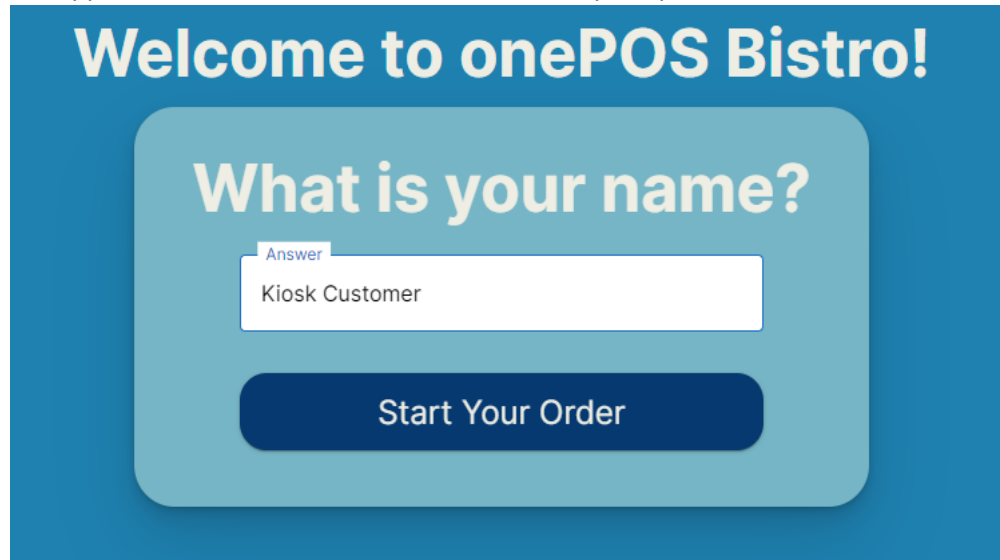 Welcome to onePOS Bistro!
What is your name?
Answer
Kiosk Customer
Start Your Order